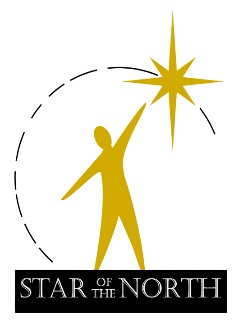 STAR OF THE NORTH